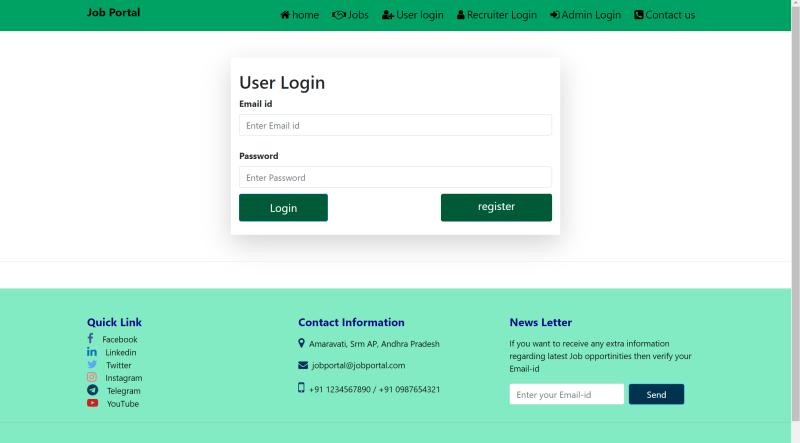 Job Portal
home Jobs User login Recruiter Login Admin Login Contact us
User Login
Email id
Enter Email id
Password
Enter Password
Login register
Quick Link
Facebook
Linkedin
Twitter
Instagram
Telegram
YouTube
Contact Information
Amaravati, Srm AP, Andhra Pradesh
jobportal@jobportal.com
+91 1234567890 / +91 0987654321
News Letter
If you want to receive any extra information
regarding latest Job opportinities then verify your
Email-id
Enter your Email-id Send